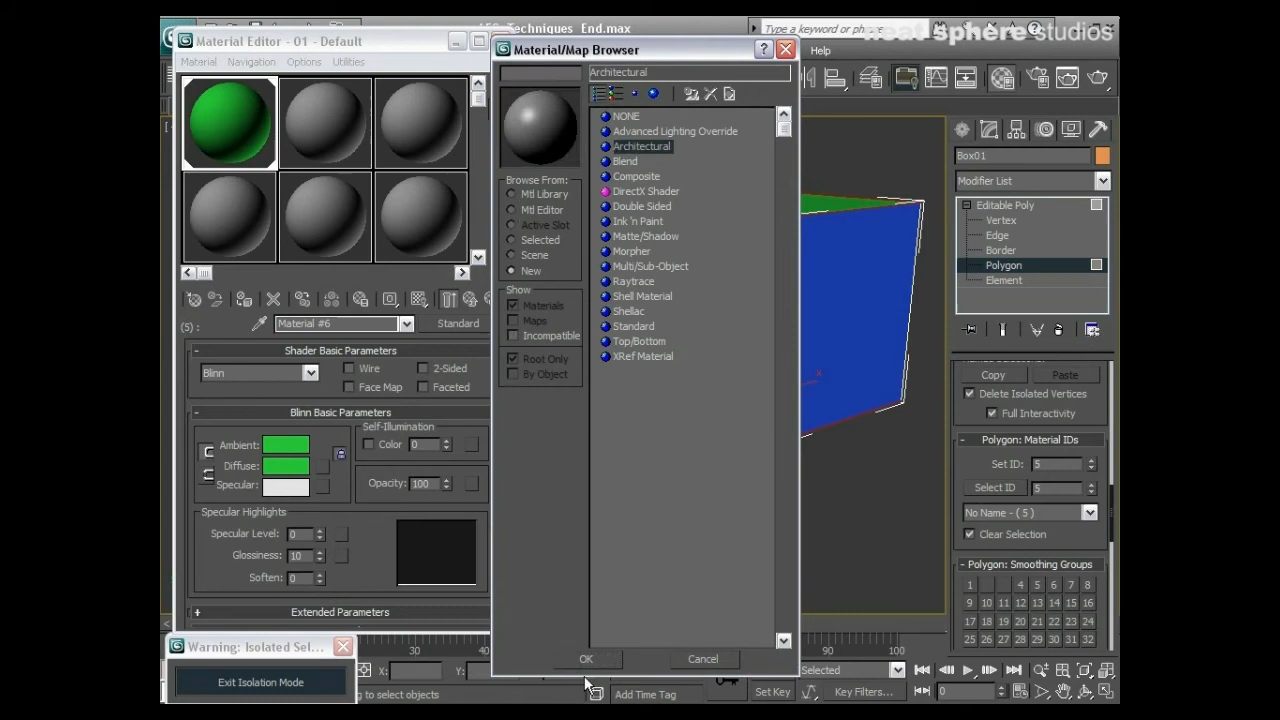 Techniques_End.max
Type a keyword or phrase
sphere studios
Material Editor - 01 - Default
Material/Map Browser
Help
Material Navigation Options Utilities
Architectural
NONE
Advanced Lighting Override
Architectural
Blend
Composite
DirectX Shader
Double Sided
Ink 'n Paint
Matte/Shadow
Morpher
Multi/Sub-Object
Raytrace
Shell Material
Shellac
Standard
Top/Bottom
XRef Material
Browse From:
Mtl Library
Mtl Editor
Active Slot
Selected
Scene
New
Show
Materials
Maps
Incompatible
Root Only
By Object
OK
Cancel
(5) :
Material #6
Standard
Shader Basic Parameters
Blinn
Wire
2-Sided
Face Map
Faceted
Blinn Basic Parameters
Self-Illumination
Ambient:
Color 0
Diffuse:
Specular:
Opacity: 100
Specular Highlights
Specular Level: 0
Glossiness: 10
Soften: 0
Extended Parameters
Warning: Isolated Sel...
Exit Isolation Mode
Box01
Modifier List
Editable Poly
Vertex
Edge
Border
Polygon
Element
Copy
Paste
Delete Isolated Vertices
Full Interactivity
Polygon: Material IDs
Set ID: 5
Select ID 5
No Name - ( 5 )
Clear Selection
Polygon: Smoothing Groups
1 4 5 6 7 8
9 10 11 12 13 14 15 16
17 18 19 20 21 22 23 24
25 26 27 28 29 30 31 32
x
30
40
90
100
X:
Y:
Selected
to select objects
Add Time Tag
Set Key
Key Filters...
0